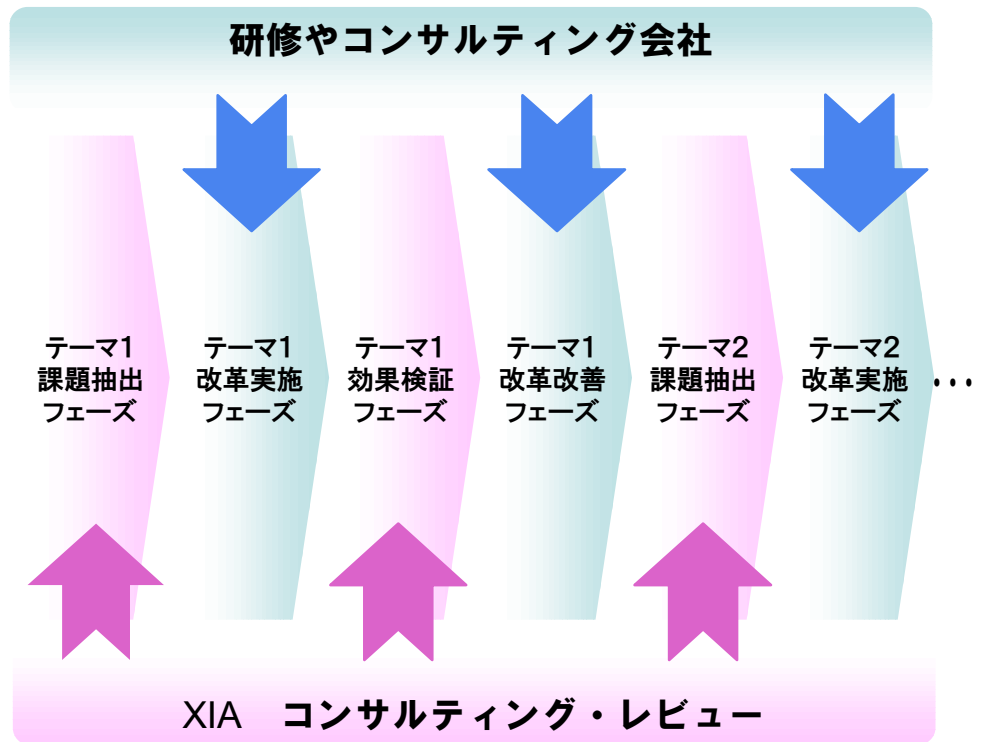 研修やコンサルティング会社
テーマ1
課題抽出
フェーズ
テーマ1
改革実施
フェーズ
テーマ1
効果検証
フェーズ
テーマ1
改革改善
フェーズ
テーマ2
課題抽出
フェーズ
テーマ2
改革実施
フェーズ
・・・
XIA コンサルティング・レビュー